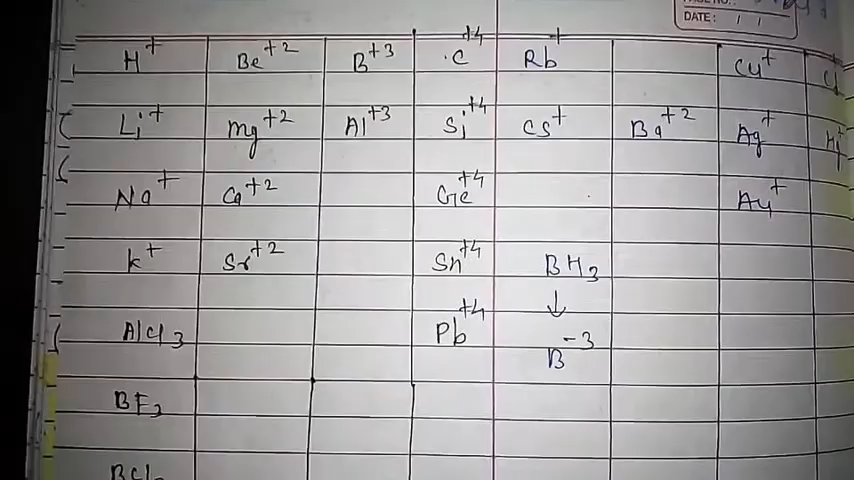 DATE: / /
H+ Be+2 B+3 C+4 Rb+ Cu+
Li+ Mg+2 Al+3 Si+4 Cs+ Ba+2 Ag+ Hg+
Na+ Ca+2 Ge+4 Au+
K+ Sr+2 Sn+4 BH3
↓
AlCl3 Pb+4 B-3
BF3